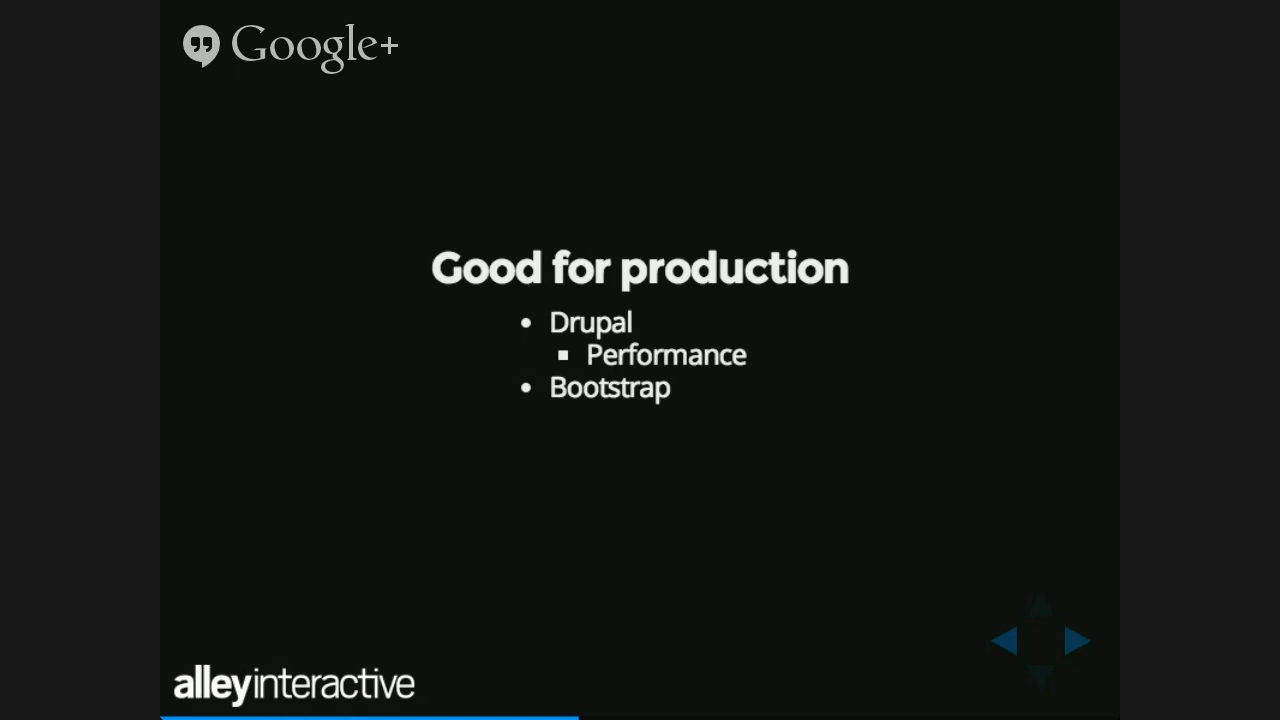 Google+
Good for production
Drupal
Performance
Bootstrap
alleyinteractive